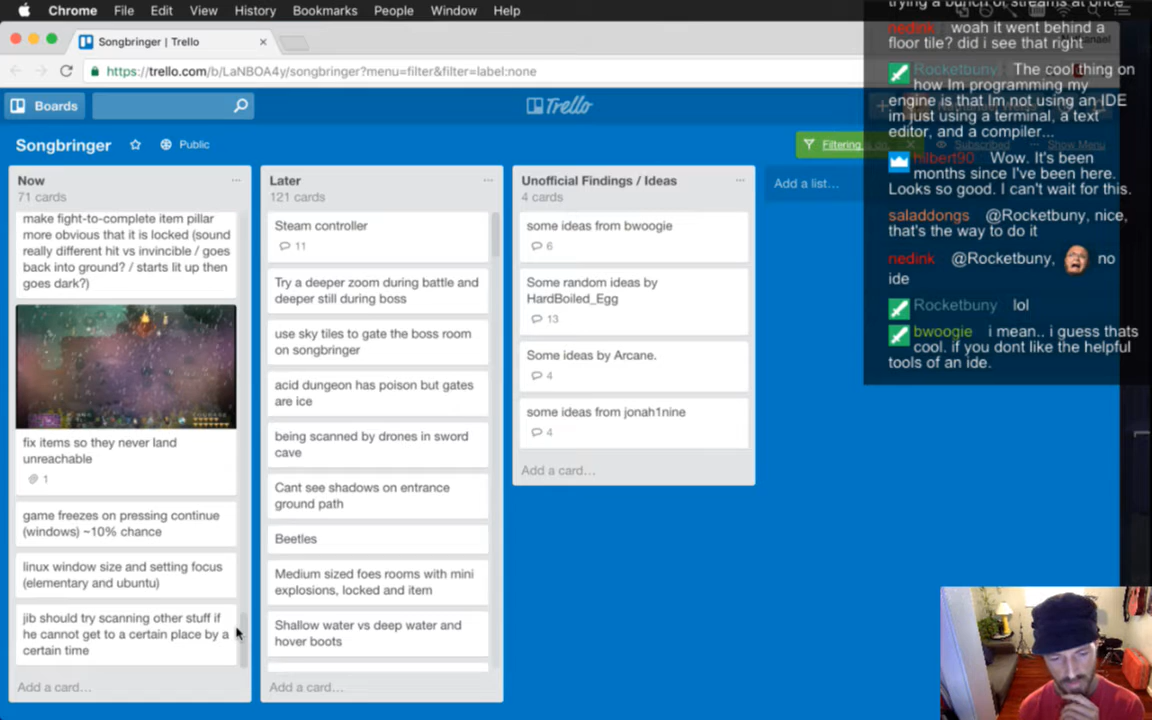 Chrome File Edit View History Bookmarks People Window Help
Songbringer | Trello
https://trello.com/b/LaNBOA4y/songbringer?menu=filter&filter=label:none
Boards
Trello
Songbringer
Public
Filtering is on.
Subscribed
Show Menu
Now
71 cards
make fight-to-complete item pillar
more obvious that it is locked (sound
really different hit vs invincible / goes
back into ground? / starts lit up then
goes dark?)
fix items so they never land
unreachable
1
game freezes on pressing continue
(windows) ~10% chance
linux window size and setting focus
(elementary and ubuntu)
jib should try scanning other stuff if
he cannot get to a certain place by a
certain time
Add a card…
Later
121 cards
Steam controller
11
Try a deeper zoom during battle and
deeper still during boss
use sky tiles to gate the boss room
on songbringer
acid dungeon has poison but gates
are ice
being scanned by drones in sword
cave
Cant see shadows on entrance
ground path
Beetles
Medium sized foes rooms with mini
explosions, locked and item
Shallow water vs deep water and
hover boots
Add a card…
Unofficial Findings / Ideas
4 cards
some ideas from bwoogie
6
Some random ideas by
HardBoiled_Egg
13
Some ideas by Arcane.
4
some ideas from jonah1nine
4
Add a card…
Add a list…
trying a bunch of streams at once
nedink woah it went behind a
floor tile? did i see that right
Rocketbuny The cool thing on
how Im programming my
engine is that Im not using an IDE
im just using a terminal, a text
editor, and a compiler...
hilbert90 Wow. It's been
months since I've been here.
Looks so good. I can't wait for this.
saladdongs @Rocketbuny, nice,
that's the way to do it
nedink @Rocketbuny, no
ide
Rocketbuny lol
bwoogie i mean.. i guess thats
cool. if you dont like the helpful
tools of an ide.